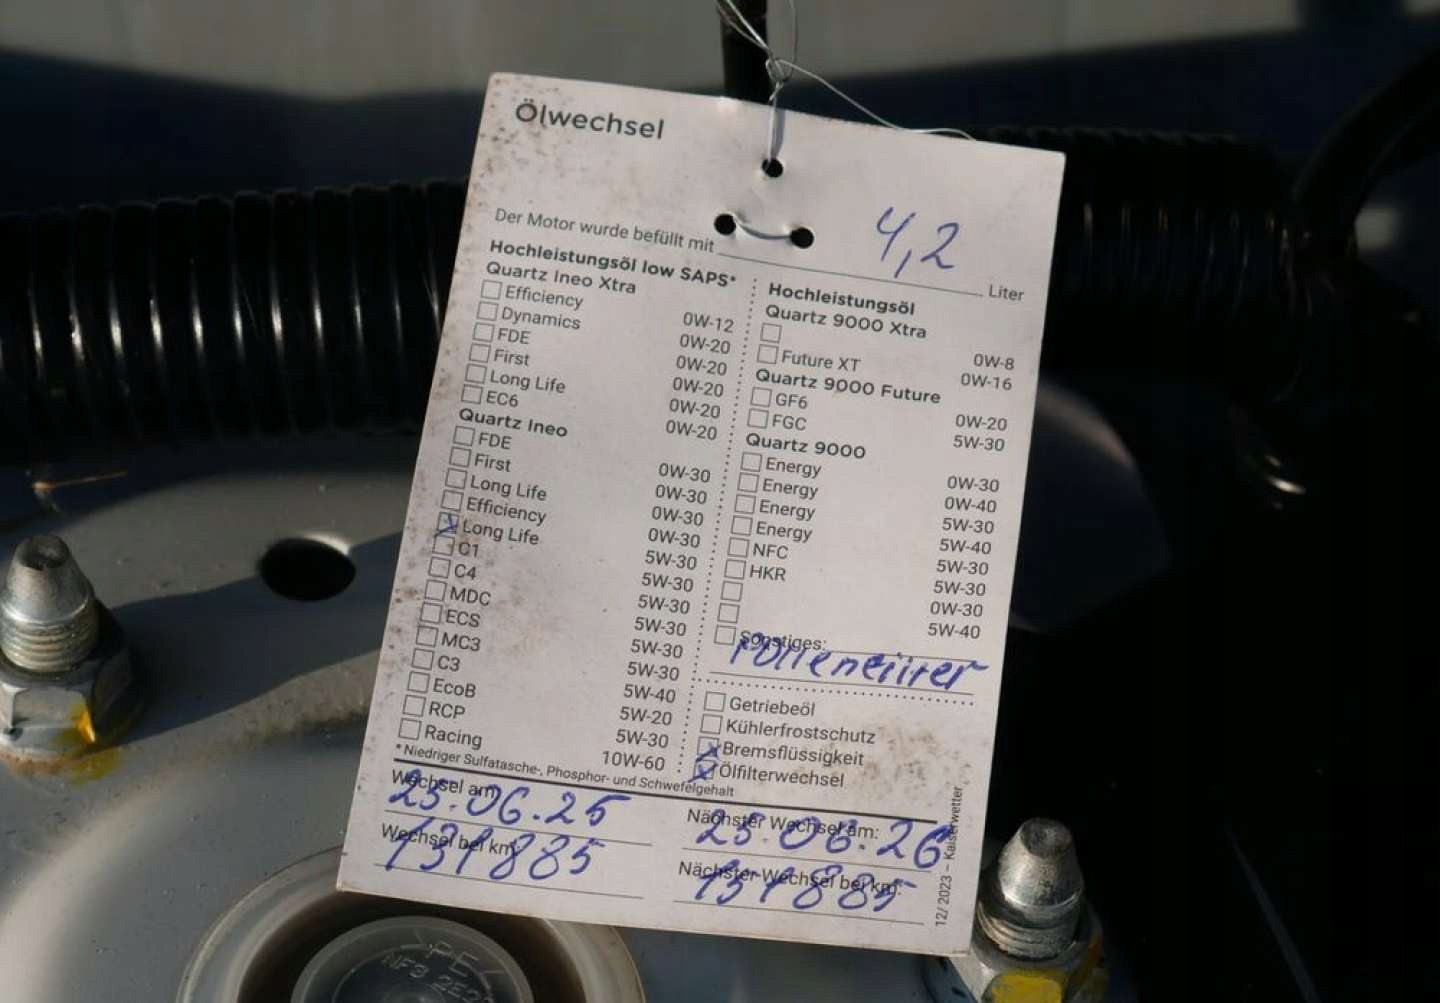 Ölwechsel
Der Motor wurde befüllt mit 4,2 Liter
Hochleistungsöl low SAPS*
Quartz Ineo Xtra
Efficiency 0W-12
Dynamics 0W-20
FDE 0W-20
First 0W-20
Long Life 0W-20
EC6 0W-20
Quartz Ineo
FDE 0W-30
First 0W-30
Long Life 0W-30
Efficiency 0W-30
Long Life 5W-30
C1 5W-30
C4 5W-30
MDC 5W-30
ECS 5W-30
MC3 5W-30
C3 5W-40
EcoB 5W-20
RCP 5W-30
Racing 10W-60
* Niedriger Sulfatasche-, Phosphor- und Schwefelgehalt
Hochleistungsöl
Quartz 9000 Xtra
0W-8
Future XT 0W-16
Quartz 9000 Future
GF6 0W-20
FGC 5W-30
Quartz 9000
Energy 0W-30
Energy 0W-40
Energy 5W-30
Energy 5W-40
NFC 5W-30
HKR 5W-30
0W-30
5W-40
Sonstiges:
Pollenfilter
Getriebeöl
Kühlerfrostschutz
Bremsflüssigkeit
Ölfilterwechsel
Wechsel am: 25.06.25
Wechsel bei km: 131885
Nächster Wechsel am: 25.06.26
Nächster Wechsel bei km: 151885
12/2023 – Kaiserwetter
>PE<